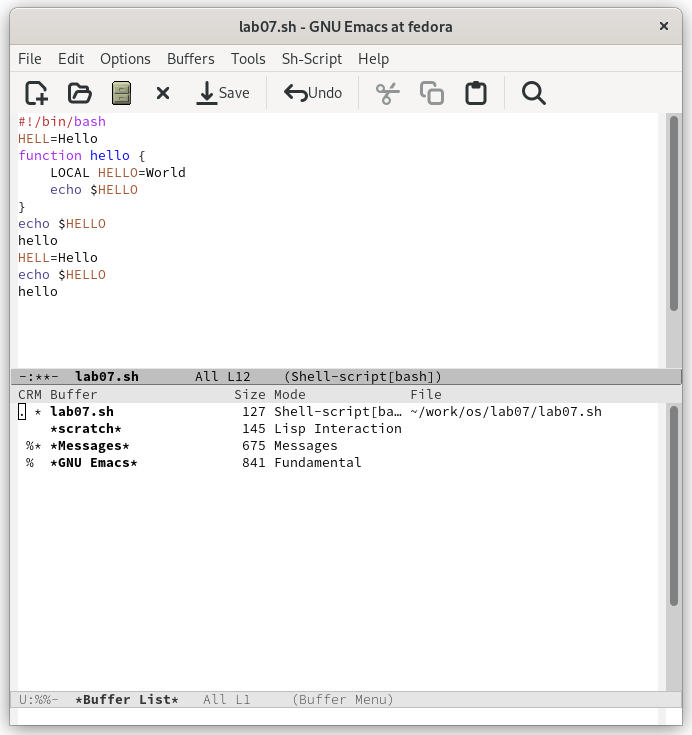 lab07.sh - GNU Emacs at fedora ×
File Edit Options Buffers Tools Sh-Script Help
Save Undo
#!/bin/bash
HELL=Hello
function hello {
    LOCAL HELLO=World
    echo $HELLO
}
echo $HELLO
hello
HELL=Hello
echo $HELLO
hello
-:**-  lab07.sh       All L12    (Shell-script[bash])
CRM Buffer                 Size Mode             File
. * lab07.sh                127 Shell-script[ba… ~/work/os/lab07/lab07.sh
    *scratch*               145 Lisp Interaction
 %* *Messages*              675 Messages
 %  *GNU Emacs*             841 Fundamental
U:%%-  *Buffer List*   All L1     (Buffer Menu)